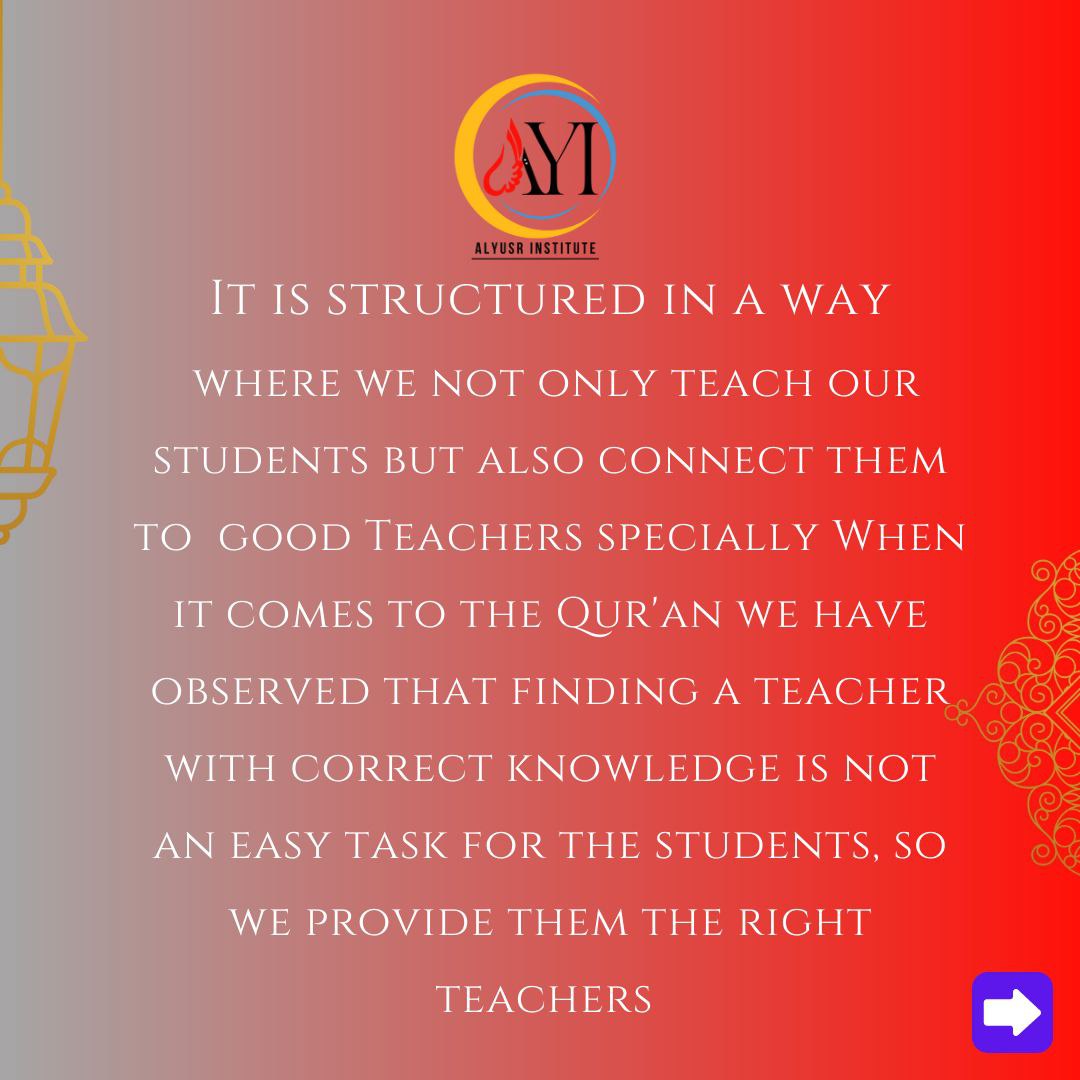 AYI
ALYUSR INSTITUTE
It is structured in a way
where we not only teach our
students but also connect them
to good Teachers specially When
it comes to the Qur'an we have
observed that finding a teacher
with correct knowledge is not
an easy task for the students, so
we provide them the right
teachers